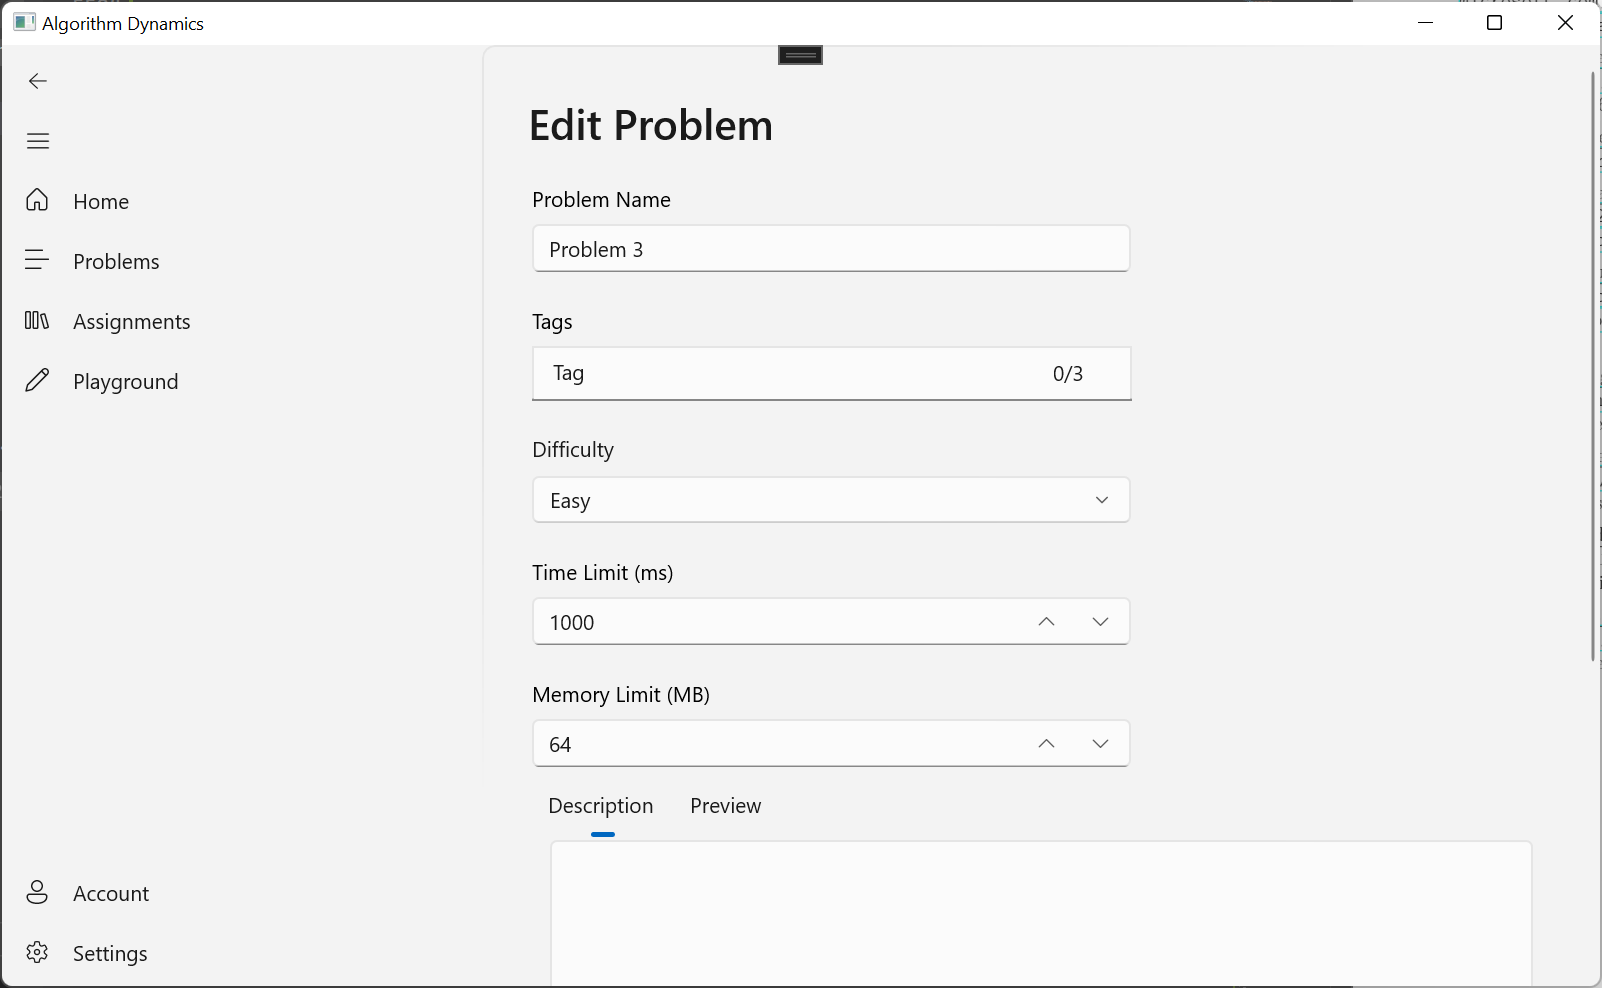 Algorithm Dynamics
Home
Problems
Assignments
Playground
Account
Settings
Edit Problem
Problem Name
Problem 3
Tags
Tag 0/3
Difficulty
Easy
Time Limit (ms)
1000
Memory Limit (MB)
64
Description Preview